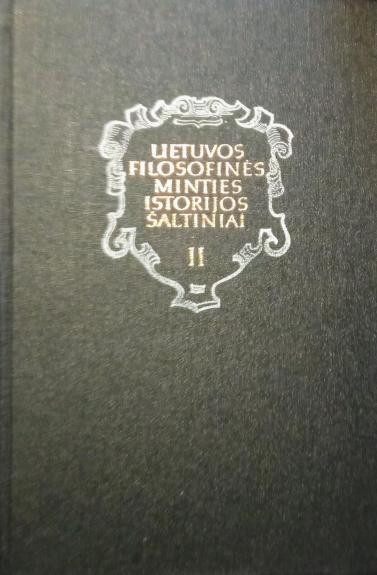 LIETUVOS
FILOSOFINĖS
MINTIES
ISTORIJOS
ŠALTINIAI
II